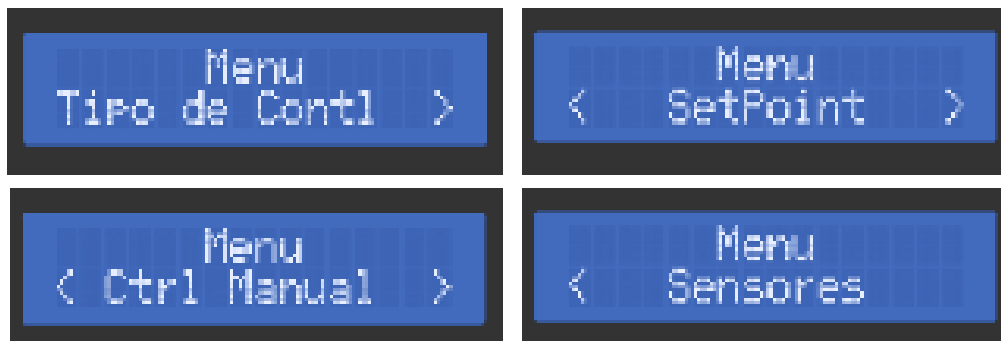 Menu
Tipo de Contl >
Menu
< SetPoint >
Menu
< Ctrl Manual >
Menu
< Sensores